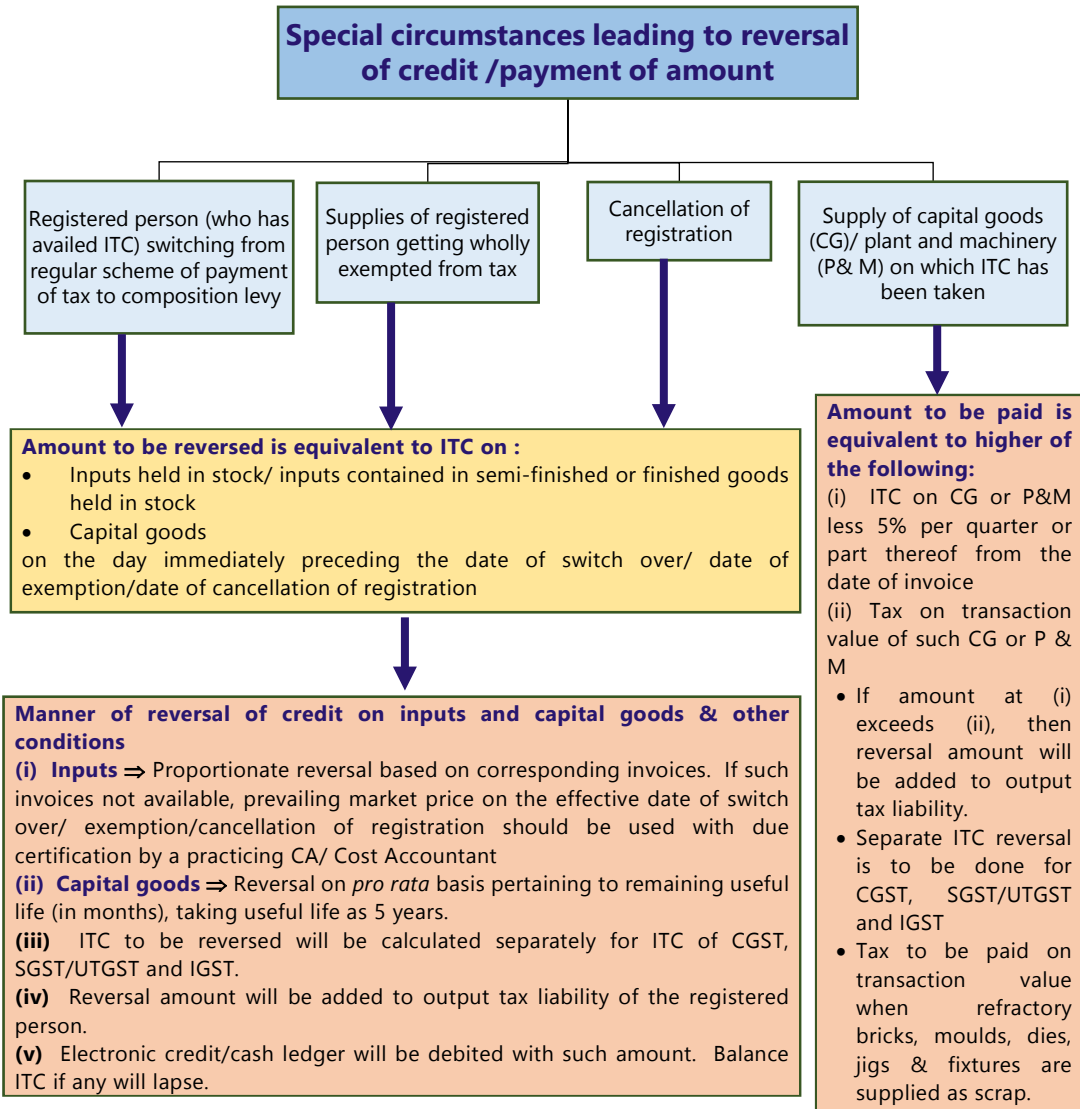 Special circumstances leading to reversal
of credit /payment of amount
Registered person (who has
availed ITC) switching from
regular scheme of payment
of tax to composition levy
Supplies of registered
person getting wholly
exempted from tax
Cancellation of
registration
Supply of capital goods
(CG)/ plant and machinery
(P& M) on which ITC has
been taken
Amount to be reversed is equivalent to ITC on :
• Inputs held in stock/ inputs contained in semi-finished or finished goods
held in stock
• Capital goods
on the day immediately preceding the date of switch over/ date of
exemption/date of cancellation of registration
Manner of reversal of credit on inputs and capital goods & other
conditions
(i) Inputs ⇒ Proportionate reversal based on corresponding invoices. If such
invoices not available, prevailing market price on the effective date of switch
over/ exemption/cancellation of registration should be used with due
certification by a practicing CA/ Cost Accountant
(ii) Capital goods ⇒ Reversal on pro rata basis pertaining to remaining useful
life (in months), taking useful life as 5 years.
(iii) ITC to be reversed will be calculated separately for ITC of CGST,
SGST/UTGST and IGST.
(iv) Reversal amount will be added to output tax liability of the registered
person.
(v) Electronic credit/cash ledger will be debited with such amount. Balance
ITC if any will lapse.
Amount to be paid is
equivalent to higher of
the following:
(i) ITC on CG or P&M
less 5% per quarter or
part thereof from the
date of invoice
(ii) Tax on transaction
value of such CG or P &
M
• If amount at (i)
exceeds (ii), then
reversal amount will
be added to output
tax liability.
• Separate ITC reversal
is to be done for
CGST, SGST/UTGST
and IGST
• Tax to be paid on
transaction value
when refractory
bricks, moulds, dies,
jigs & fixtures are
supplied as scrap.